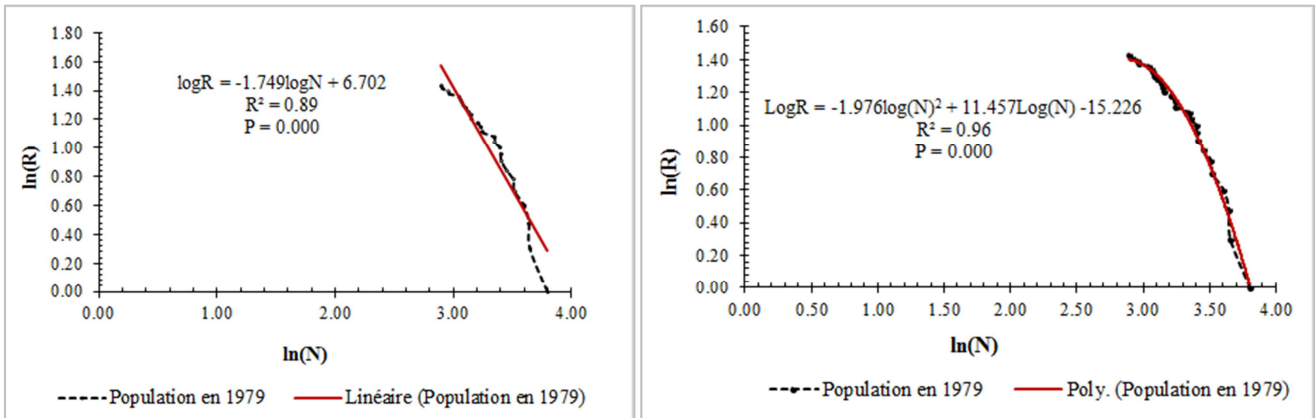 1.80
1.60
1.40
1.20
1.00
0.80
0.60
0.40
0.20
0.00
ln(R)
logR = -1.749logN + 6.702
R² = 0.89
P = 0.000
0.00 1.00 2.00 3.00 4.00
ln(N)
Population en 1979 Linéaire (Population en 1979)
1.60
1.40
1.20
1.00
0.80
0.60
0.40
0.20
0.00
ln(R)
LogR = -1.976log(N)² + 11.457Log(N) -15.226
R² = 0.96
P = 0.000
0.00 0.50 1.00 1.50 2.00 2.50 3.00 3.50 4.00
ln(N)
Population en 1979 Poly. (Population en 1979)